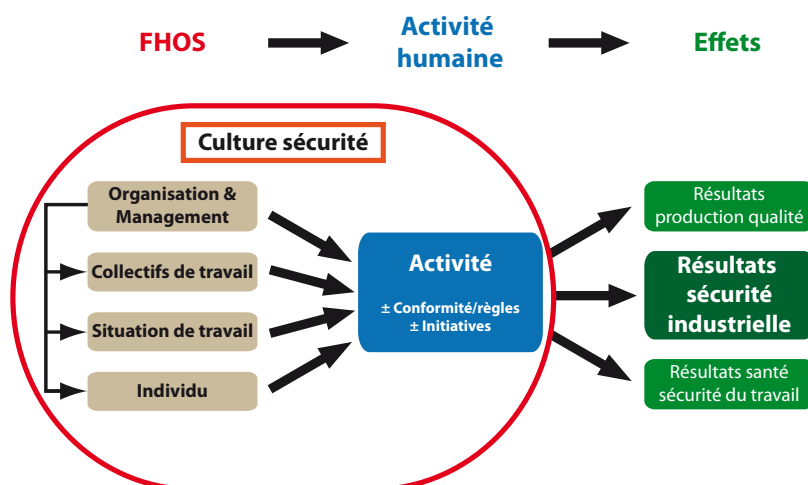 FHOS
Activité
humaine
Effets
Culture sécurité
Organisation &
Management
Collectifs de travail
Situation de travail
Individu
Activité
± Conformité/règles
± Initiatives
Résultats
production qualité
Résultats
sécurité
industrielle
Résultats santé
sécurité du travail